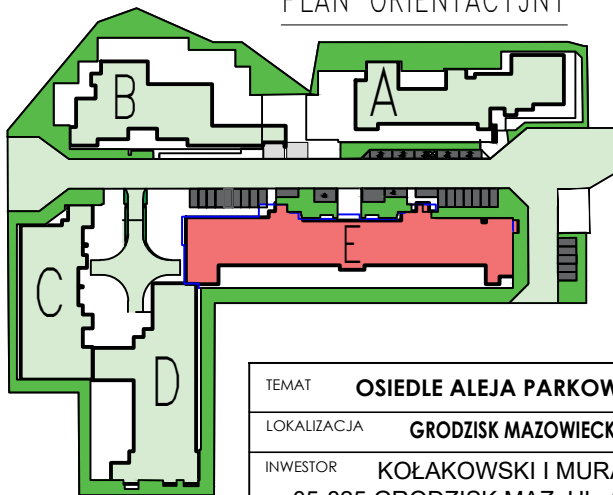 PLAN ORIENTACYJNY
B
A
E
C
D
TEMAT OSIEDLE ALEJA PARKOW
LOKALIZACJA GRODZISK MAZOWIECK
INWESTOR KOŁAKOWSKI I MURA